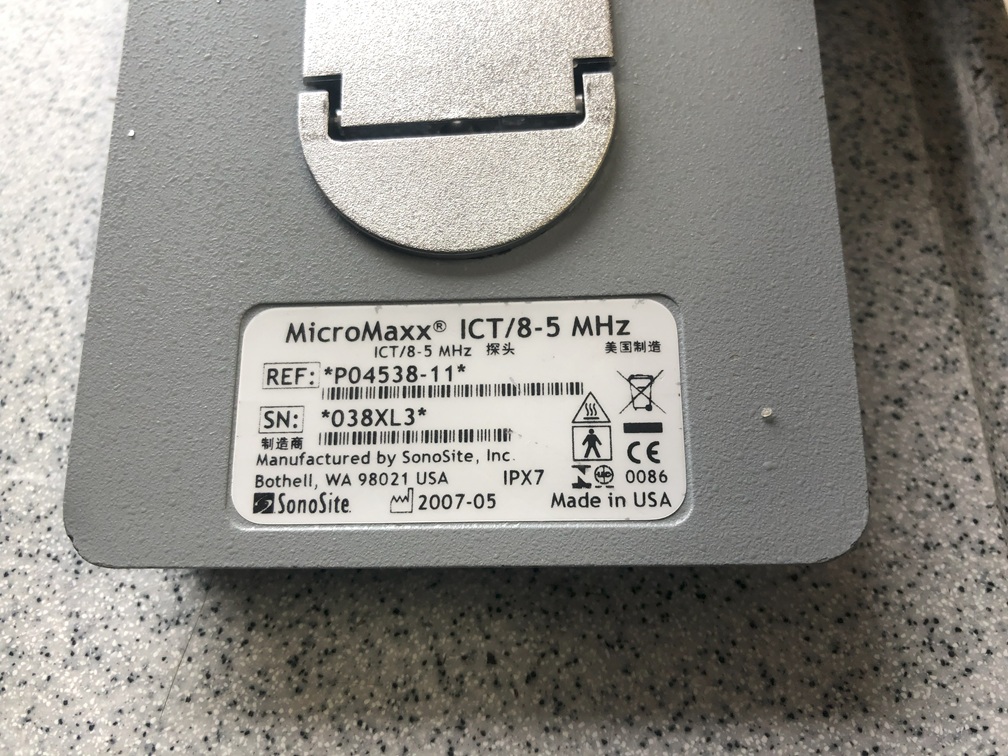 MicroMaxx® ICT/8-5 MHz
ICT/8-5 MHz 探头 美国制造
REF: *P04538-11*
SN: *038XL3*
制造商
Manufactured by SonoSite, Inc.
Bothell, WA 98021 USA IPX7 CE 0086
SonoSite 2007-05 Made in USA